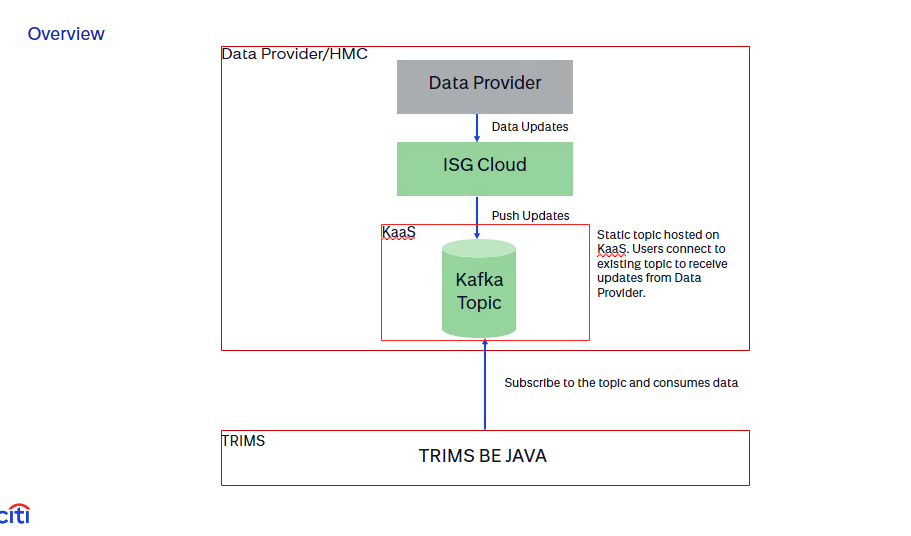 Overview
Data Provider/HMC
Data Provider
Data Updates
ISG Cloud
Push Updates
KaaS
Static topic hosted on
KaaS. Users connect to
existing topic to receive
updates from Data
Provider.
Kafka
Topic
Subscribe to the topic and consumes data
TRIMS
TRIMS BE JAVA
citi